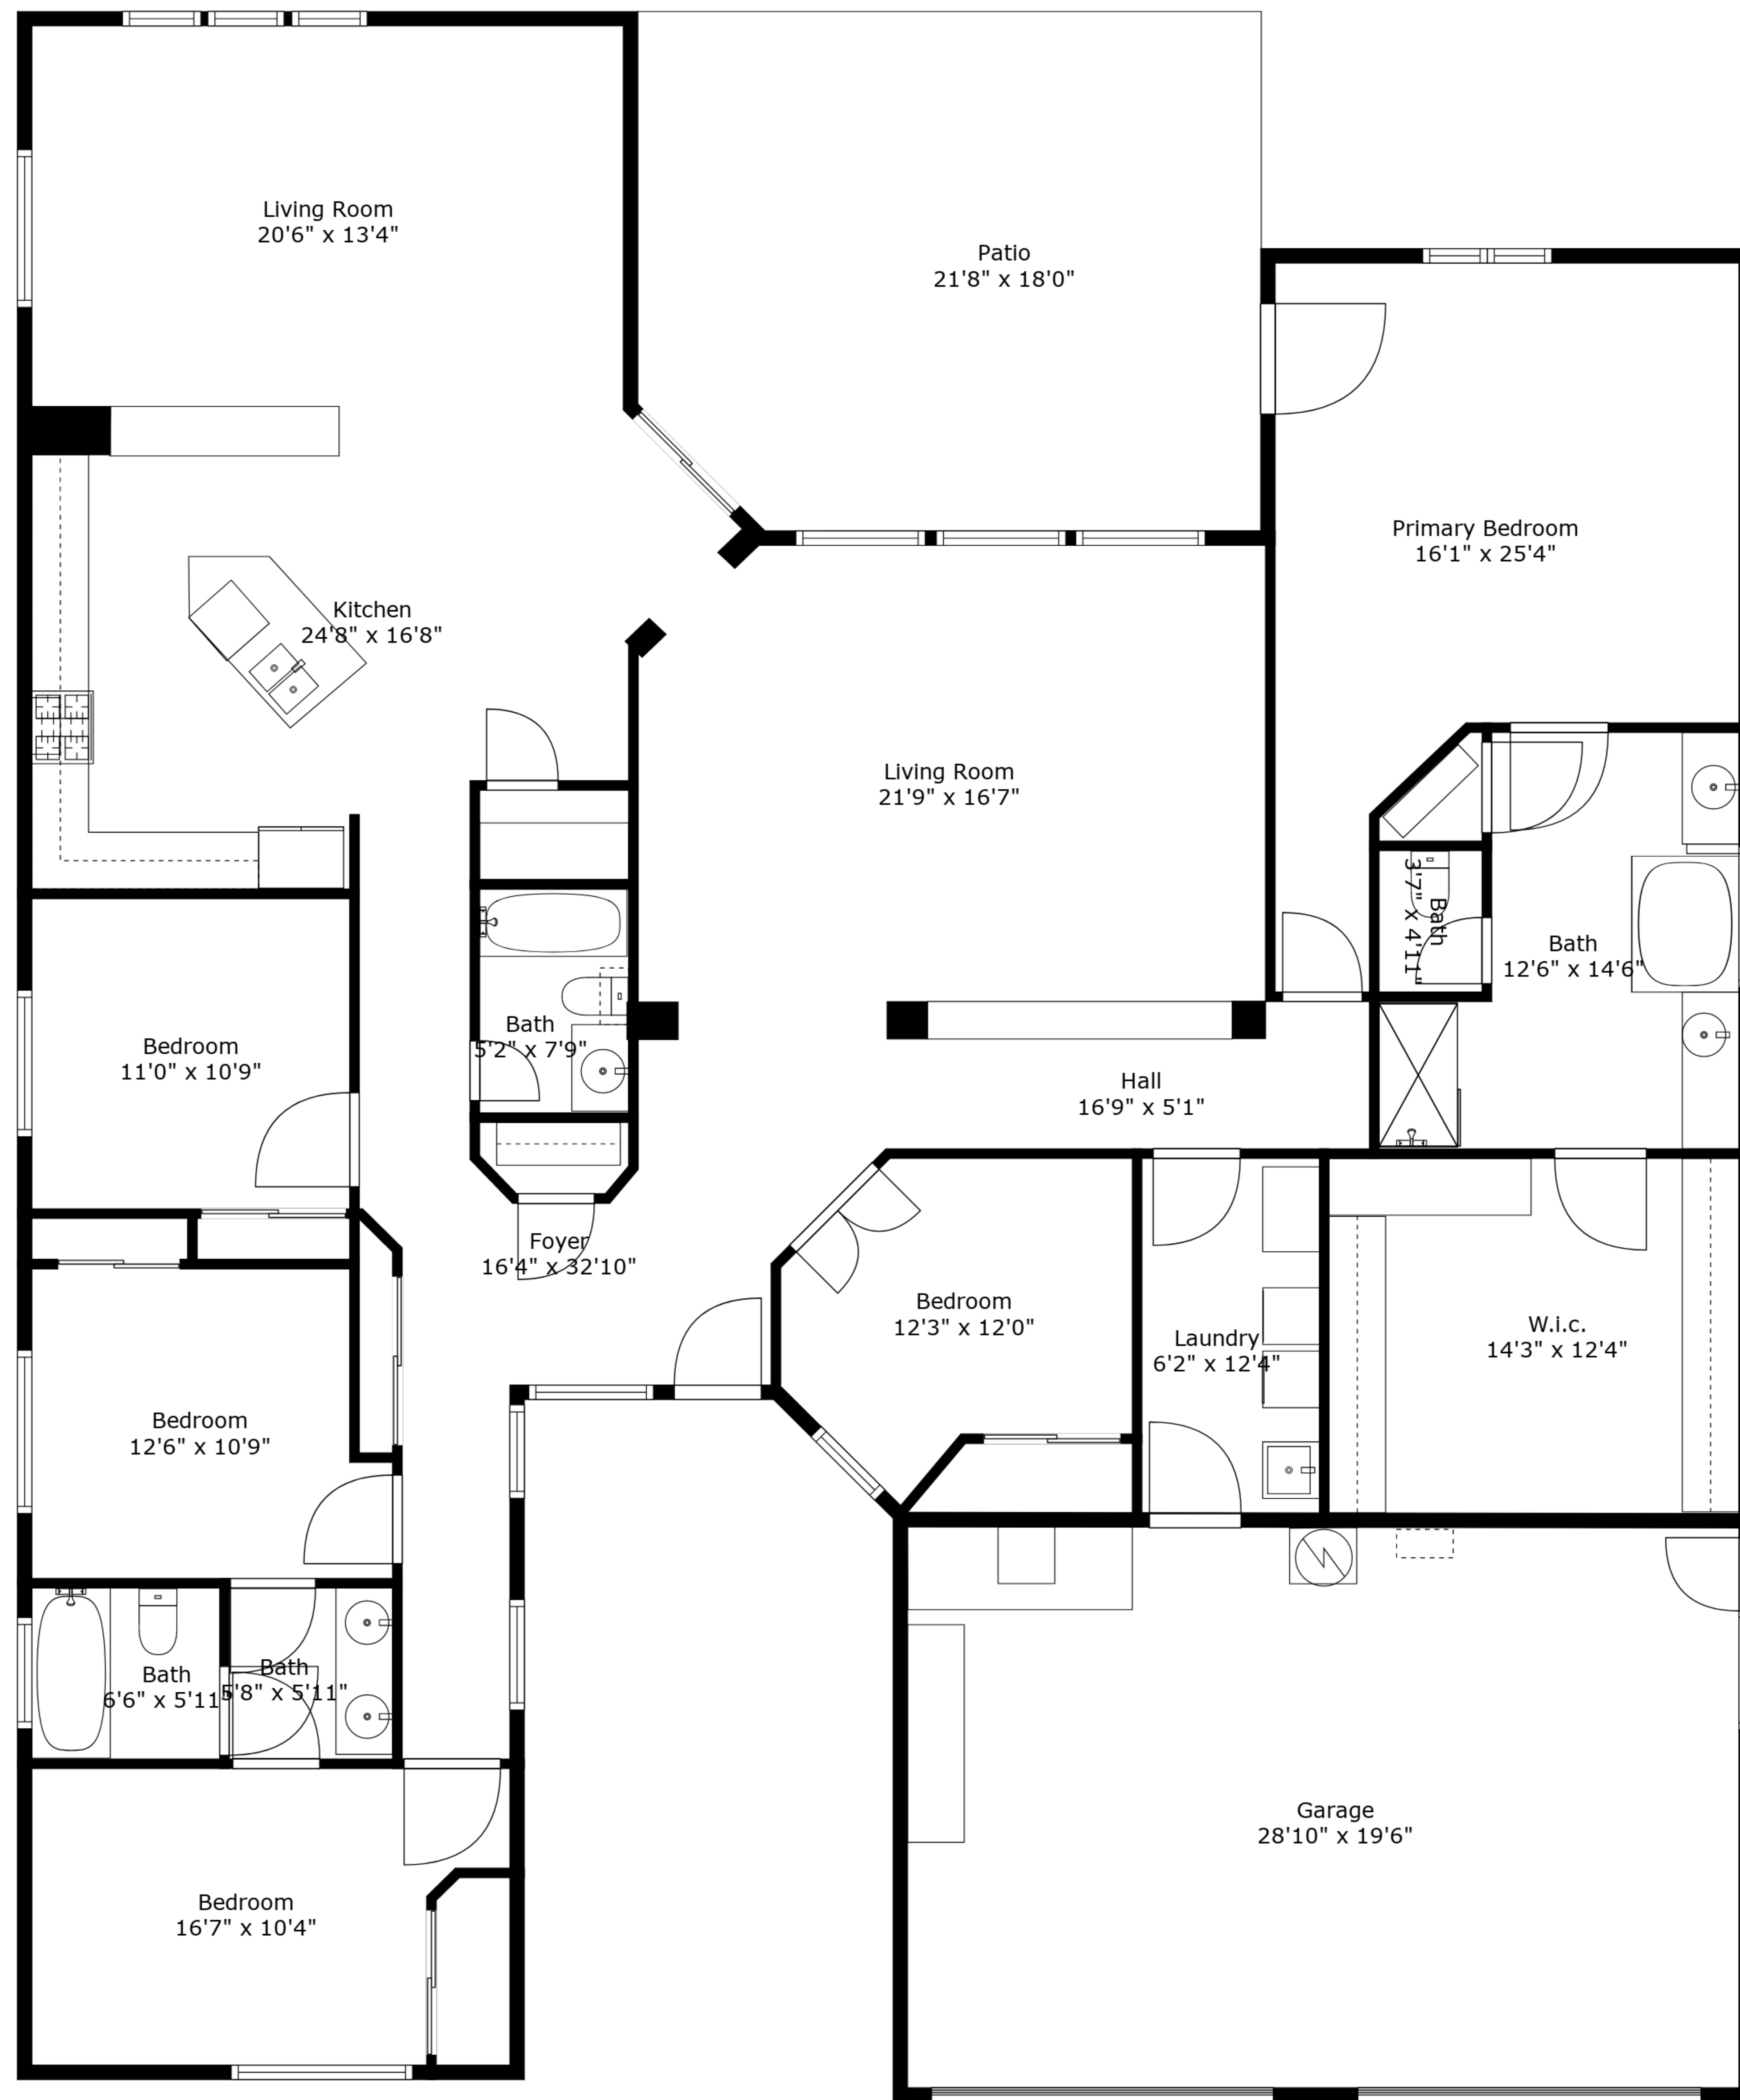 Living Room
20'6" x 13'4"
Patio
21'8" x 18'0"
Primary Bedroom
16'1" x 25'4"
Kitchen
24'8" x 16'8"
Living Room
21'9" x 16'7"
Bath
3'7" x 4'11"
Bath
12'6" x 14'6"
Bath
5'2" x 7'9"
Bedroom
11'0" x 10'9"
Hall
16'9" x 5'1"
Foyer
16'4" x 32'10"
Bedroom
12'3" x 12'0"
Laundry
6'2" x 12'4"
W.i.c.
14'3" x 12'4"
Bedroom
12'6" x 10'9"
Bath
6'6" x 5'11"
Bath
5'8" x 5'11"
Garage
28'10" x 19'6"
Bedroom
16'7" x 10'4"